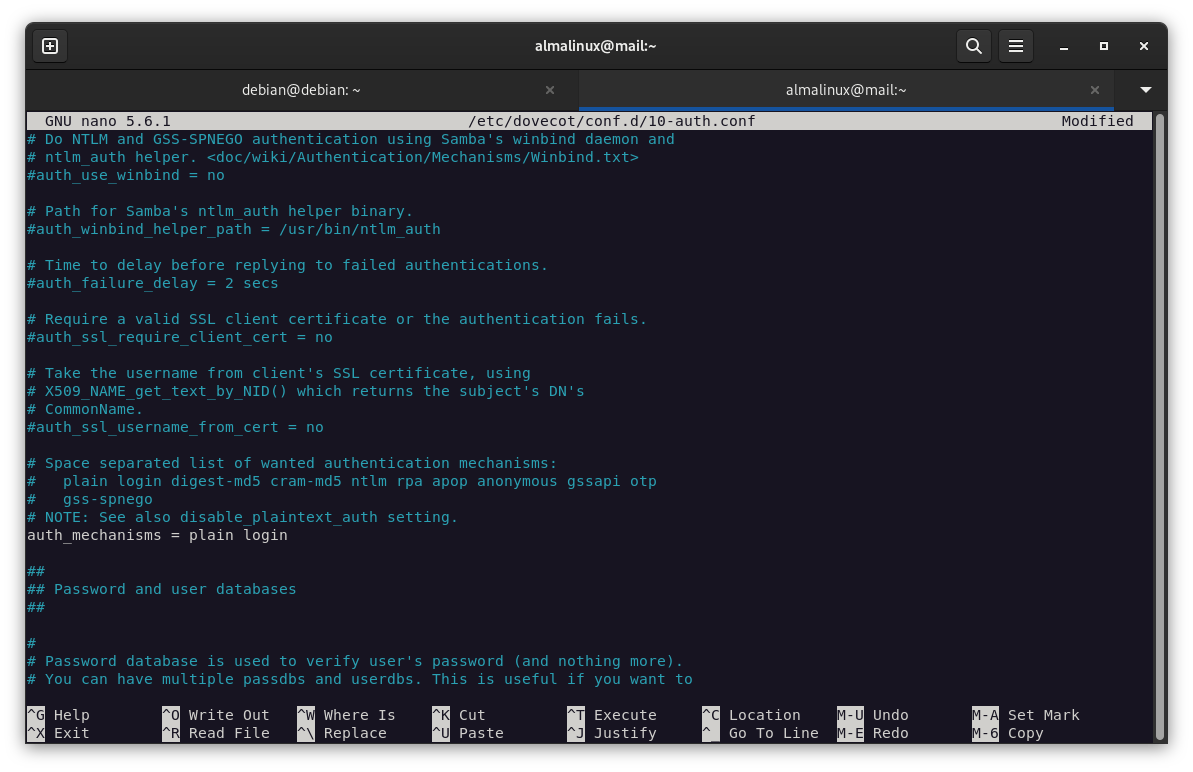 almalinux@mail:~
debian@debian: ~
almalinux@mail:~
GNU nano 5.6.1 /etc/dovecot/conf.d/10-auth.conf Modified
# Do NTLM and GSS-SPNEGO authentication using Samba's winbind daemon and
# ntlm_auth helper. <doc/wiki/Authentication/Mechanisms/Winbind.txt>
#auth_use_winbind = no
# Path for Samba's ntlm_auth helper binary.
#auth_winbind_helper_path = /usr/bin/ntlm_auth
# Time to delay before replying to failed authentications.
#auth_failure_delay = 2 secs
# Require a valid SSL client certificate or the authentication fails.
#auth_ssl_require_client_cert = no
# Take the username from client's SSL certificate, using
# X509_NAME_get_text_by_NID() which returns the subject's DN's
# CommonName.
#auth_ssl_username_from_cert = no
# Space separated list of wanted authentication mechanisms:
#   plain login digest-md5 cram-md5 ntlm rpa apop anonymous gssapi otp
#   gss-spnego
# NOTE: See also disable_plaintext_auth setting.
auth_mechanisms = plain login
##
## Password and user databases
##
#
# Password database is used to verify user's password (and nothing more).
# You can have multiple passdbs and userdbs. This is useful if you want to
^G Help ^O Write Out ^W Where Is ^K Cut ^T Execute ^C Location M-U Undo M-A Set Mark
^X Exit ^R Read File ^\ Replace ^U Paste ^J Justify ^_ Go To Line M-E Redo M-6 Copy